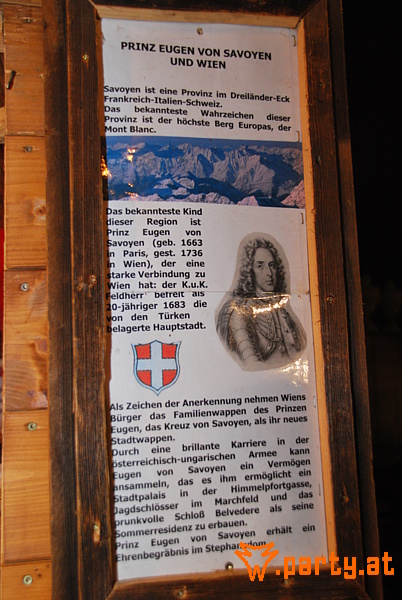 PRINZ EUGEN VON SAVOYEN
UND WIEN
Savoyen ist eine Provinz im Dreiländer-Eck
Frankreich-Italien-Schweiz.
Das bekannteste Wahrzeichen dieser
Provinz ist der höchste Berg Europas, der
Mont Blanc.
Das bekannteste Kind
dieser Region ist
Prinz Eugen von
Savoyen (geb. 1663
in Paris, gest. 1736
in Wien), der eine
starke Verbindung zu
Wien hat: der K.u.K.
Feldherr befreit als
20-jähriger 1683 die
von den Türken
belagerte Hauptstadt.
Als Zeichen der Anerkennung nehmen Wiens
Bürger das Familienwappen des Prinzen
Eugen, das Kreuz von Savoyen, als ihr neues
Stadtwappen.
Durch eine brillante Karriere in der
österreichisch-ungarischen Armee kann
Eugen von Savoyen ein Vermögen
ansammeln, das es ihm ermöglicht ein
Stadtpalais in der Himmelpfortgasse,
Jagdschlösser im Marchfeld und das
prunkvolle Schloß Belvedere als seine
Sommerresidenz zu erbauen.
Prinz Eugen von Savoyen erhält ein
Ehrenbegräbnis im Stephansdom.
w.party.at